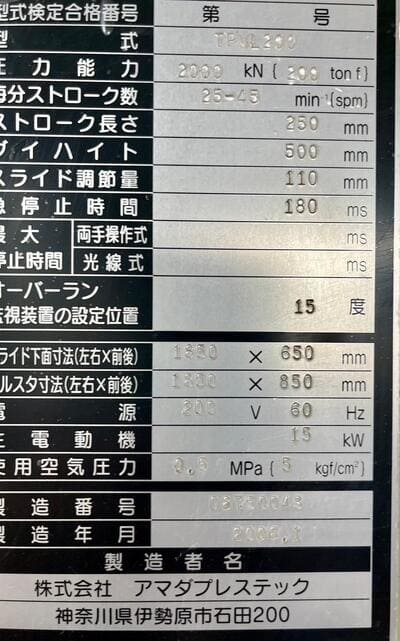 型式検定合格番号 第 号
型 式 TPWL200
圧力能力 2000 kN { 200 ton f }
毎分ストローク数 25-45 min⁻¹{spm}
ストローク長さ 250 mm
ダイハイト 500 mm
スライド調節量 110 mm
急停止時間 180 ms
最大 両手操作式 ms
停止時間 光線式 ms
オーバーラン
監視装置の設定位置 15 度
スライド下面寸法(左右×前後) × 650 mm
ボルスタ寸法(左右×前後) × 850 mm
電 源 200 V 60 Hz
主電動機 15 kW
使用空気圧力 MPa { 5 kgf/cm²}
製造番号
製造年月
製造者名
株式会社 アマダプレステック
神奈川県伊勢原市石田200